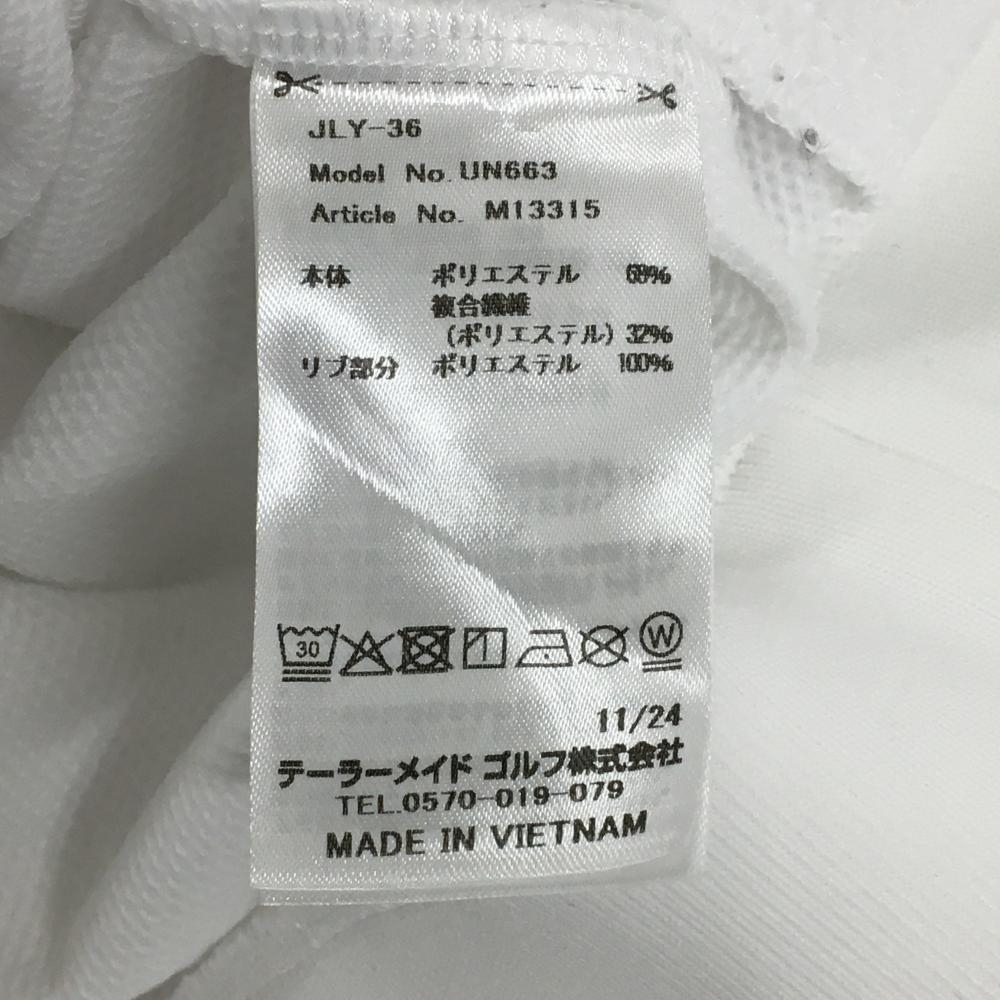 JLY-36
Model No. UN663
Article No. M13315
本体 ポリエステル 68%
複合繊維
(ポリエステル) 32%
リブ部分 ポリエステル 100%
30
W
11/24
テーラーメイド ゴルフ株式会社
TEL.0570-019-079
MADE IN VIETNAM